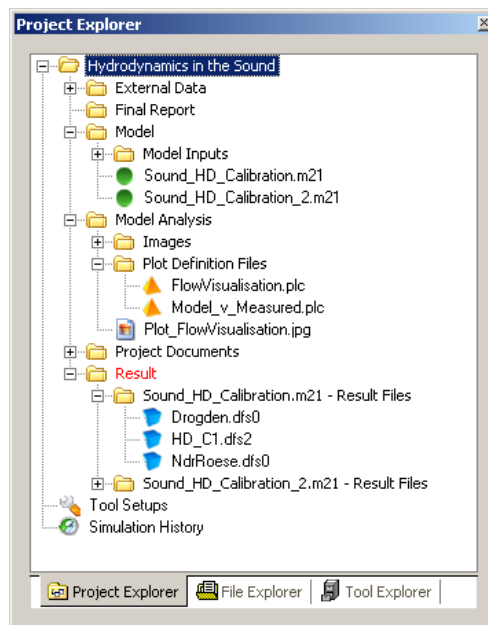 Project Explorer
Hydrodynamics in the Sound
External Data
Final Report
Model
Model Inputs
Sound_HD_Calibration.m21
Sound_HD_Calibration_2.m21
Model Analysis
Images
Plot Definition Files
FlowVisualisation.plc
Model_v_Measured.plc
Plot_FlowVisualisation.jpg
Project Documents
Result
Sound_HD_Calibration.m21 - Result Files
Drogden.dfs0
HD_C1.dfs2
NdrRoese.dfs0
Sound_HD_Calibration_2.m21 - Result Files
Tool Setups
Simulation History
Project Explorer File Explorer Tool Explorer